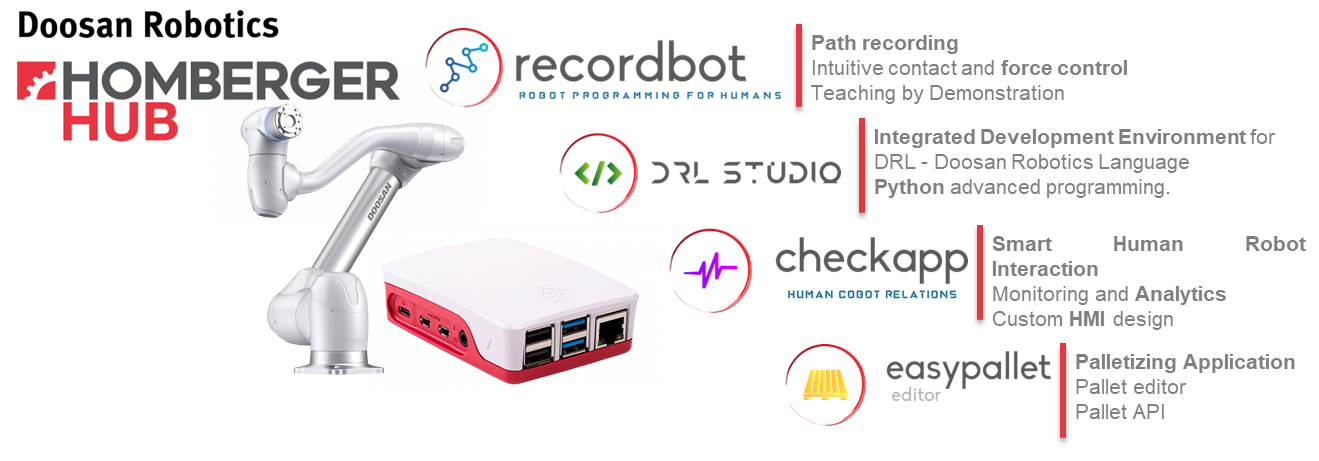 Doosan Robotics
HOMBERGER
HUB
recordbot
ROBOT PROGRAMMING FOR HUMANS
Path recording
Intuitive contact and force control
Teaching by Demonstration
DRL STUDIO
Integrated Development Environment for
DRL - Doosan Robotics Language
Python advanced programming.
checkapp
HUMAN COBOT RELATIONS
Smart Human Robot
Interaction
Monitoring and Analytics
Custom HMI design
easypallet
editor
Palletizing Application
Pallet editor
Pallet API
DOOSAN
HDMI